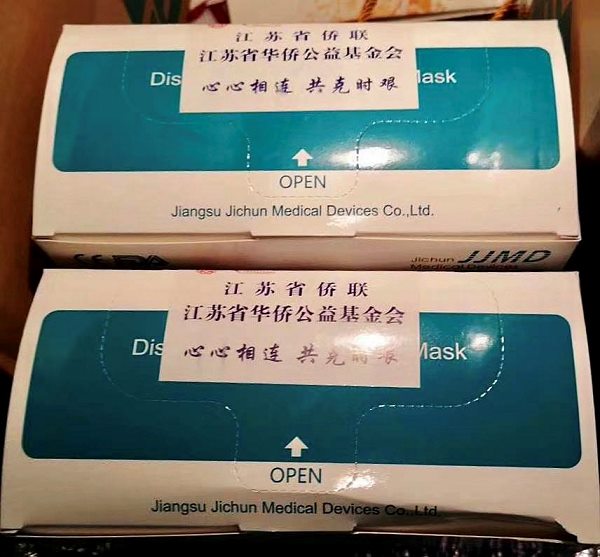 江苏省侨联
江苏省华侨公益基金会
Dis
Mask
心心相连 共克时艰
OPEN
Jiangsu Jichun Medical Devices Co.,Ltd.
Jichun JJMD
Medical Devices
江苏省侨联
江苏省华侨公益基金会
Dis
Mask
心心相连 共克时艰
OPEN
Jiangsu Jichun Medical Devices Co.,Ltd.